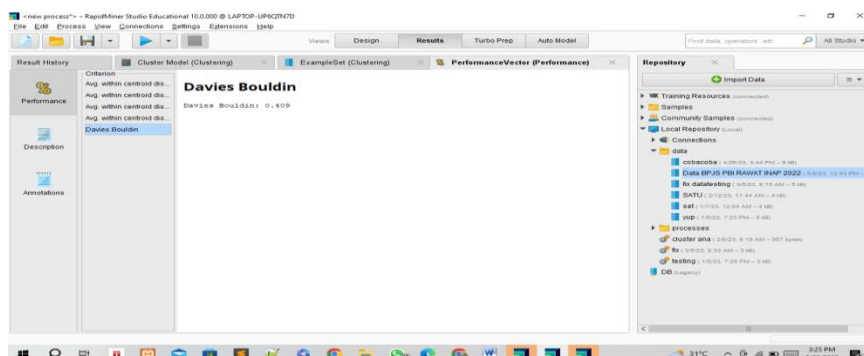 <new process*> – RapidMiner Studio Educational 10.0.000 @ LAPTOP-UP6QTN7D
File Edit Process View Connections Settings Extensions Help
Views: Design Results Turbo Prep Auto Model Find data, operators...etc All Studio
Result History Cluster Model (Clustering) ExampleSet (Clustering) PerformanceVector (Performance) Repository
Import Data
Criterion
Avg. within centroid dis...
Avg. within centroid dis...
Avg. within centroid dis...
Avg. within centroid dis...
Davies Bouldin
Performance
Description
Annotations
Davies Bouldin
Davies Bouldin: 0.409
Training Resources (connected)
Samples
Community Samples (connected)
Local Repository (Local)
Connections
data
cobacoba
Data BPJS PBI RAWAT INAP 2022
fix datatesting
SATU
yup
processes
cluster ana
fix
testing
DB (Legacy)
31°C 3:25 PM